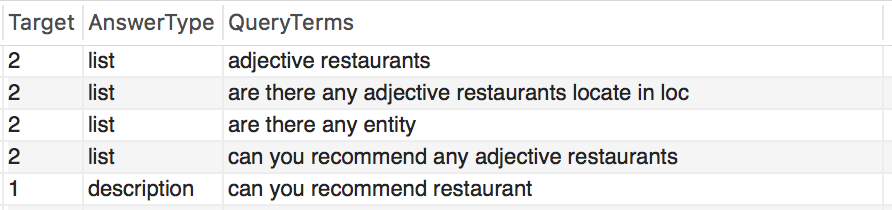 Target AnswerType QueryTerms
2 list adjective restaurants
2 list are there any adjective restaurants locate in loc
2 list are there any entity
2 list can you recommend any adjective restaurants
1 description can you recommend restaurant